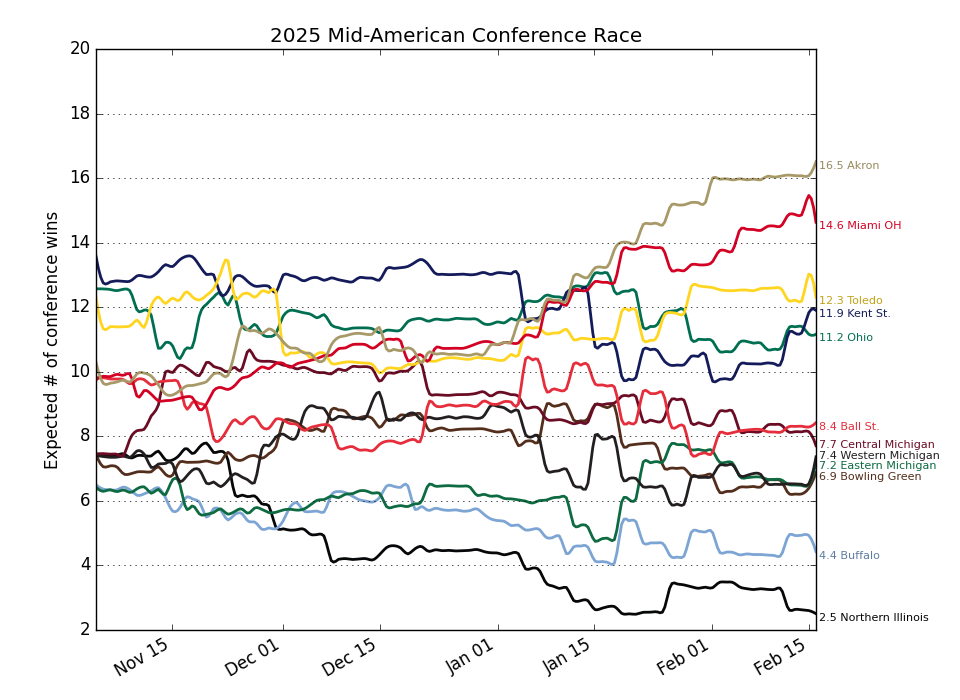 2025 Mid-American Conference Race
Expected # of conference wins
20
18
16
14
12
10
8
6
4
2
Nov 15
Dec 01
Dec 15
Jan 01
Jan 15
Feb 01
Feb 15
16.5 Akron
14.6 Miami OH
12.3 Toledo
11.9 Kent St.
11.2 Ohio
8.4 Ball St.
7.7 Central Michigan
7.4 Western Michigan
7.2 Eastern Michigan
6.9 Bowling Green
4.4 Buffalo
2.5 Northern Illinois